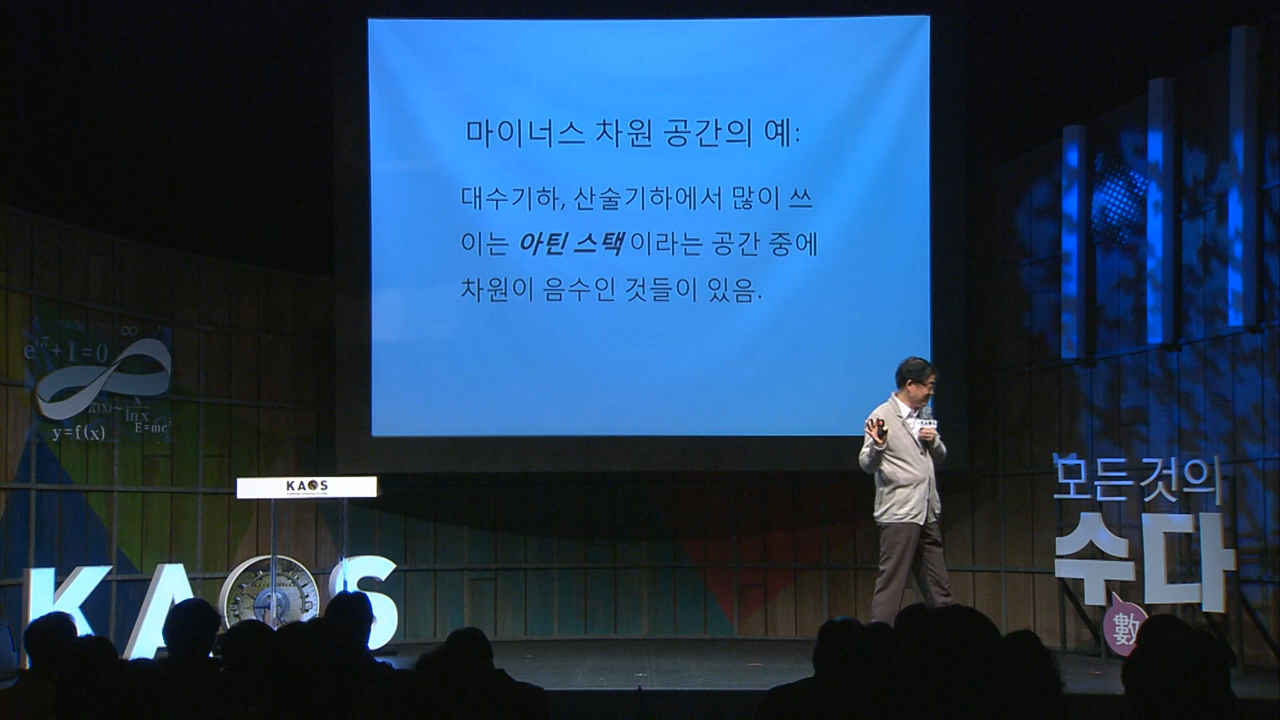 마이너스 차원 공간의 예:
대수기하, 산술기하에서 많이 쓰
이는 아틴 스택 이라는 공간 중에
차원이 음수인 것들이 있음.
∞
e^iπ + 1 = 0
x
ln x
E=mc²
y=f(x)
KAOS
KAOS
모든것의
수다
數